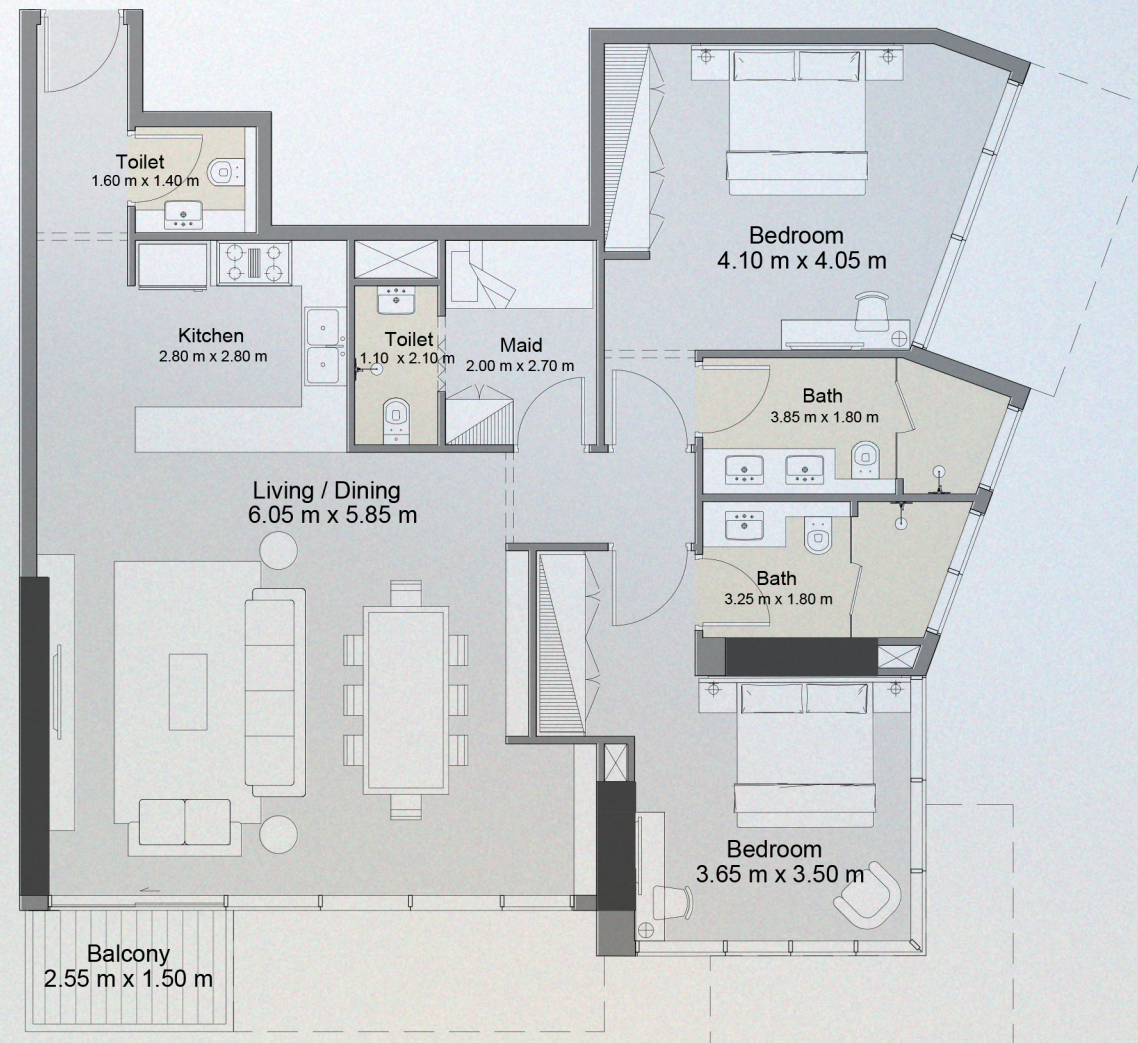 Toilet
1.60 m x 1.40 m
Bedroom
4.10 m x 4.05 m
Kitchen
2.80 m x 2.80 m
Toilet
1.10 x 2.10 m
Maid
2.00 m x 2.70 m
Bath
3.85 m x 1.80 m
Living / Dining
6.05 m x 5.85 m
Bath
3.25 m x 1.80 m
Bedroom
3.65 m x 3.50 m
Balcony
2.55 m x 1.50 m